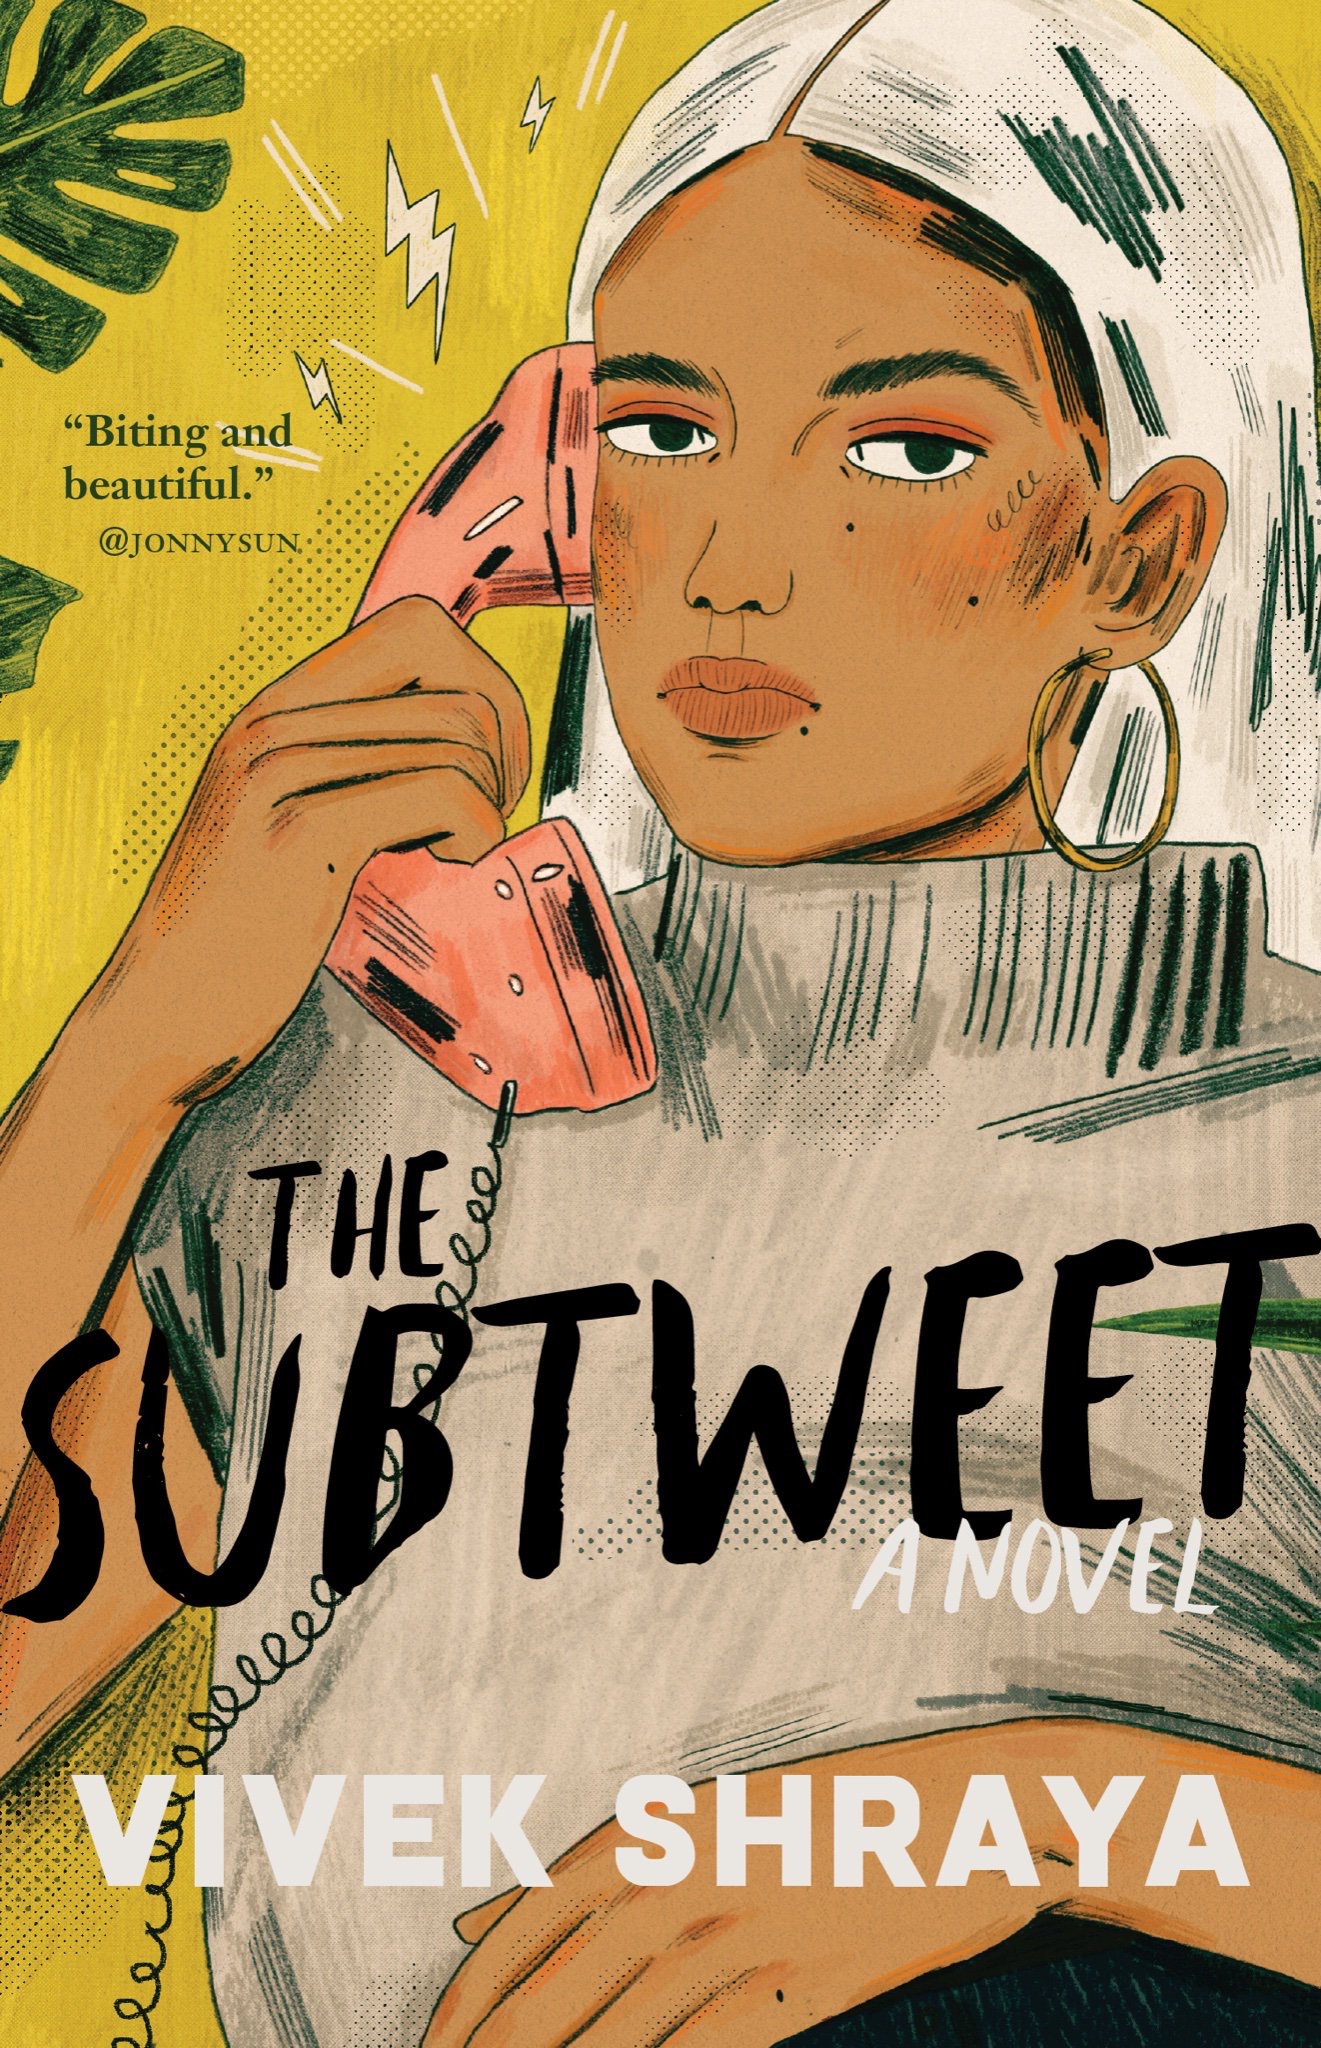 “Biting and
beautiful.”
@JONNYSUN
THE
SUBTWEET
A NOVEL
VIVEK SHRAYA